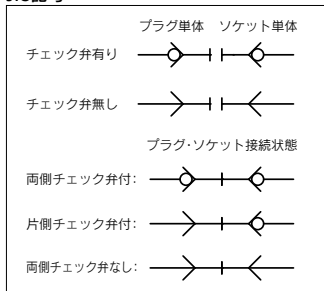 プラグ単体 ソケット単体
チェック弁有り
チェック弁無し
プラグ・ソケット接続状態
両側チェック弁付:
片側チェック弁付:
両側チェック弁なし: